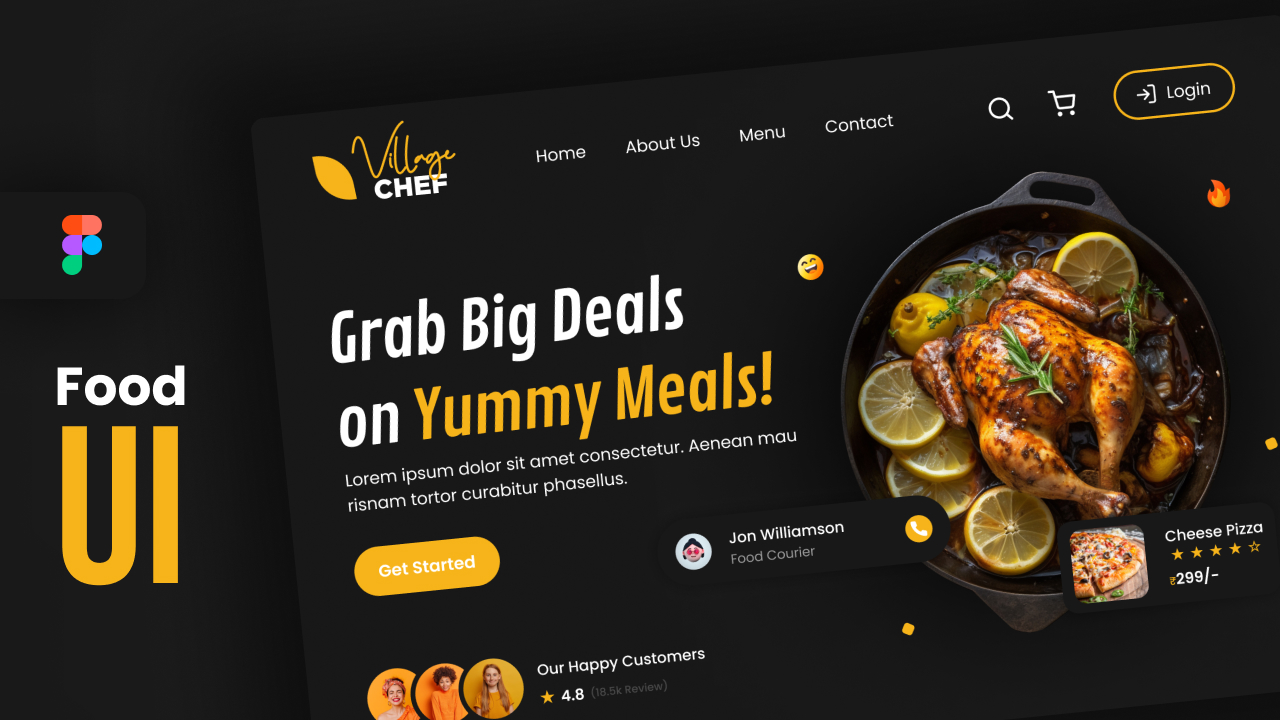 Food
UI
Village
CHEF
Home
About Us
Menu
Contact
Login
Grab Big Deals
on Yummy Meals!
Lorem ipsum dolor sit amet consectetur. Aenean mau
risnam tortor curabitur phasellus.
Get Started
Jon Williamson
Food Courier
Cheese Pizza
₹299/-
Our Happy Customers
4.8 (18.5k Review)